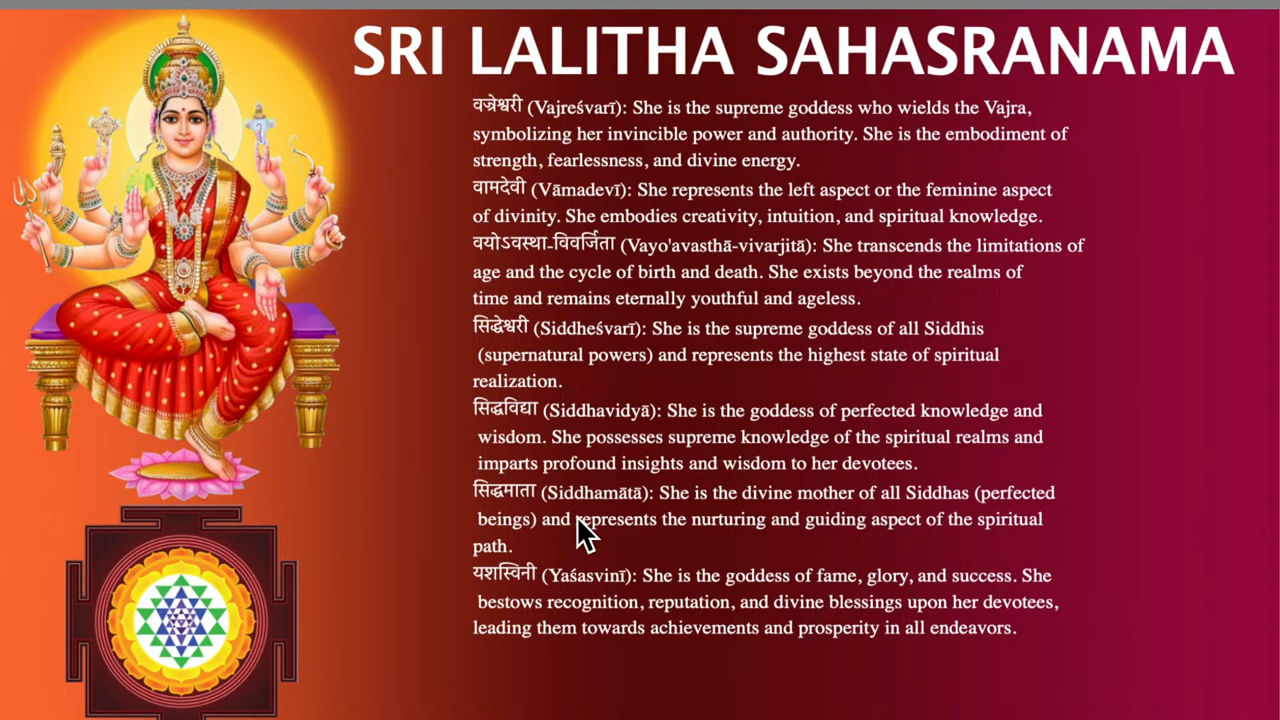 SRI LALITHA SAHASRANAMA
वज्रेश्वरी (Vajreśvarī): She is the supreme goddess who wields the Vajra,
symbolizing her invincible power and authority. She is the embodiment of
strength, fearlessness, and divine energy.
वामदेवी (Vāmadevī): She represents the left aspect or the feminine aspect
of divinity. She embodies creativity, intuition, and spiritual knowledge.
वयोऽवस्था-विवर्जिता (Vayo'avasthā-vivarjitā): She transcends the limitations of
age and the cycle of birth and death. She exists beyond the realms of
time and remains eternally youthful and ageless.
सिद्धेश्वरी (Siddheśvarī): She is the supreme goddess of all Siddhis
(supernatural powers) and represents the highest state of spiritual
realization.
सिद्धविद्या (Siddhavidyā): She is the goddess of perfected knowledge and
wisdom. She possesses supreme knowledge of the spiritual realms and
imparts profound insights and wisdom to her devotees.
सिद्धमाता (Siddhamātā): She is the divine mother of all Siddhas (perfected
beings) and represents the nurturing and guiding aspect of the spiritual
path.
यशस्विनी (Yaśasvinī): She is the goddess of fame, glory, and success. She
bestows recognition, reputation, and divine blessings upon her devotees,
leading them towards achievements and prosperity in all endeavors.